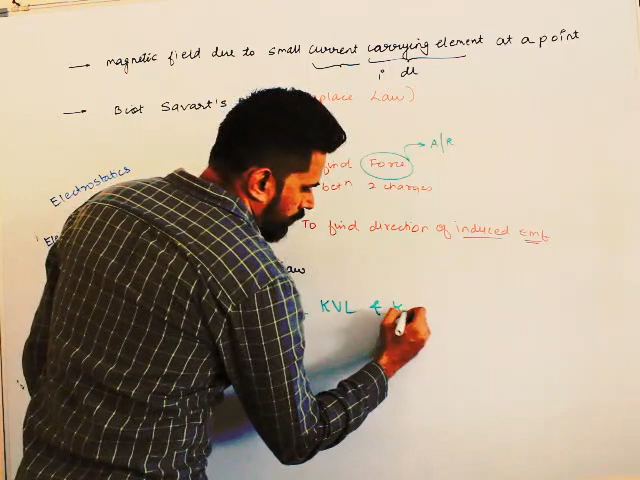 → magnetic field due to small current carrying element at a point
i dl
→ Biot Savart's place Law)
A/R
find Force
betn 2 charges
Electrostatics
To find direction of induced emf
aw
KVL &